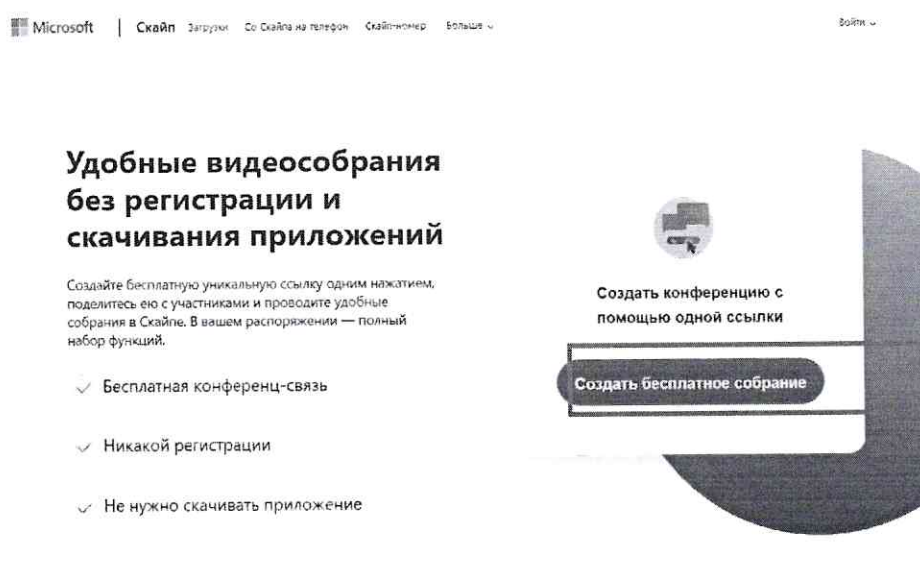 Microsoft | Скайп Загрузки Со Скайпа на телефон Скайп-номер Больше
Войти
Удобные видеособрания
без регистрации и
скачивания приложений
Создайте бесплатную уникальную ссылку одним нажатием,
поделитесь ею с участниками и проводите удобные
собрания в Скайпе. В вашем распоряжении — полный
набор функций.
Бесплатная конференц-связь
Никакой регистрации
Не нужно скачивать приложение
Создать конференцию с
помощью одной ссылки
Создать бесплатное собрание